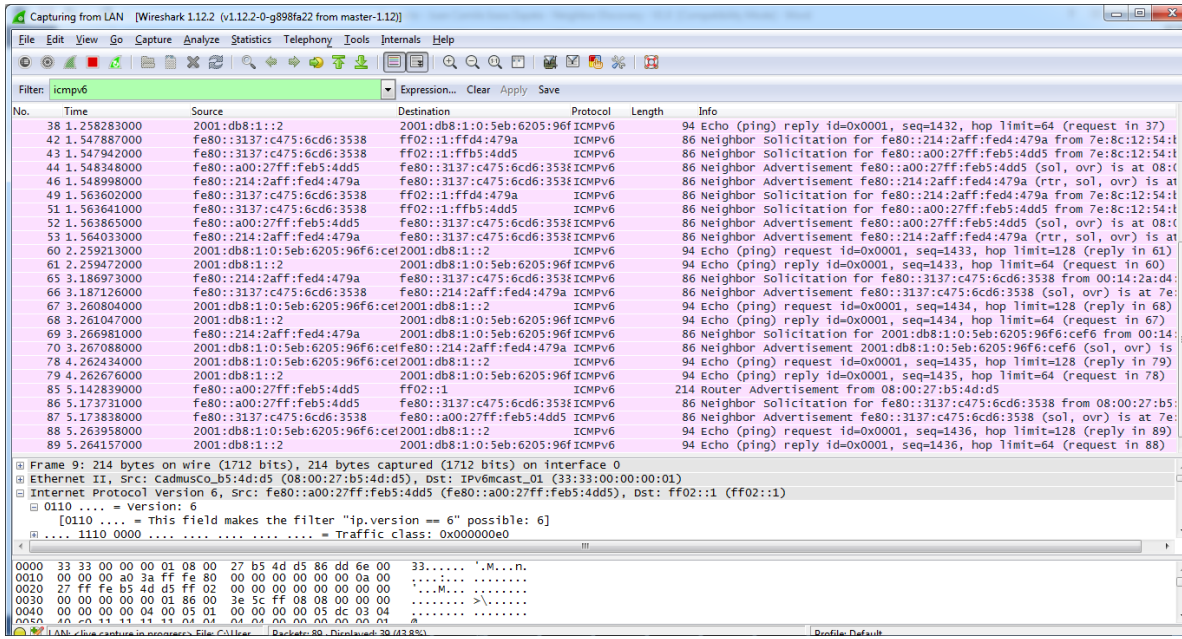 Capturing from LAN [Wireshark 1.12.2 (v1.12.2-0-g898fa22 from master-1.12)]
File Edit View Go Capture Analyze Statistics Telephony Tools Internals Help
Filter: icmpv6 Expression... Clear Apply Save
No. Time Source Destination Protocol Length Info
38 1.258283000 2001:db8:1::2 2001:db8:1:0:5eb:6205:96f ICMPv6 94 Echo (ping) reply id=0x0001, seq=1432, hop limit=64 (request in 37)
42 1.547887000 fe80::3137:c475:6cd6:3538 ff02::1:ffd4:479a ICMPv6 86 Neighbor Solicitation for fe80::214:2aff:fed4:479a from 7e:8c:12:54:b
43 1.547942000 fe80::3137:c475:6cd6:3538 ff02::1:ffb5:4dd5 ICMPv6 86 Neighbor Solicitation for fe80::a00:27ff:feb5:4dd5 from 7e:8c:12:54:b
44 1.548348000 fe80::a00:27ff:feb5:4dd5 fe80::3137:c475:6cd6:3538 ICMPv6 86 Neighbor Advertisement fe80::a00:27ff:feb5:4dd5 (sol, ovr) is at 08:0
46 1.548998000 fe80::214:2aff:fed4:479a fe80::3137:c475:6cd6:3538 ICMPv6 86 Neighbor Advertisement fe80::214:2aff:fed4:479a (rtr, sol, ovr) is at
49 1.563602000 fe80::3137:c475:6cd6:3538 ff02::1:ffd4:479a ICMPv6 86 Neighbor Solicitation for fe80::214:2aff:fed4:479a from 7e:8c:12:54:b
51 1.563641000 fe80::3137:c475:6cd6:3538 ff02::1:ffb5:4dd5 ICMPv6 86 Neighbor Solicitation for fe80::a00:27ff:feb5:4dd5 from 7e:8c:12:54:b
52 1.563865000 fe80::a00:27ff:feb5:4dd5 fe80::3137:c475:6cd6:3538 ICMPv6 86 Neighbor Advertisement fe80::a00:27ff:feb5:4dd5 (sol, ovr) is at 08:0
53 1.564033000 fe80::214:2aff:fed4:479a fe80::3137:c475:6cd6:3538 ICMPv6 86 Neighbor Advertisement fe80::214:2aff:fed4:479a (rtr, sol, ovr) is at
60 2.259213000 2001:db8:1:0:5eb:6205:96f6:cef 2001:db8:1::2 ICMPv6 94 Echo (ping) request id=0x0001, seq=1433, hop limit=128 (reply in 61)
61 2.259472000 2001:db8:1::2 2001:db8:1:0:5eb:6205:96f ICMPv6 94 Echo (ping) reply id=0x0001, seq=1433, hop limit=64 (request in 60)
65 3.186973000 fe80::214:2aff:fed4:479a fe80::3137:c475:6cd6:3538 ICMPv6 86 Neighbor Solicitation for fe80::3137:c475:6cd6:3538 from 00:14:2a:d4:
66 3.187126000 fe80::3137:c475:6cd6:3538 fe80::214:2aff:fed4:479a ICMPv6 86 Neighbor Advertisement fe80::3137:c475:6cd6:3538 (sol, ovr) is at 7e:
67 3.260804000 2001:db8:1:0:5eb:6205:96f6:cef 2001:db8:1::2 ICMPv6 94 Echo (ping) request id=0x0001, seq=1434, hop limit=128 (reply in 68)
68 3.261047000 2001:db8:1::2 2001:db8:1:0:5eb:6205:96f ICMPv6 94 Echo (ping) reply id=0x0001, seq=1434, hop limit=64 (request in 67)
69 3.266981000 fe80::214:2aff:fed4:479a 2001:db8:1:0:5eb:6205:96f ICMPv6 86 Neighbor Solicitation for 2001:db8:1:0:5eb:6205:96f6:cef6 from 00:14:
70 3.267088000 2001:db8:1:0:5eb:6205:96f6:cef fe80::214:2aff:fed4:479a ICMPv6 86 Neighbor Advertisement 2001:db8:1:0:5eb:6205:96f6:cef6 (sol, ovr) is
78 4.262434000 2001:db8:1:0:5eb:6205:96f6:cef 2001:db8:1::2 ICMPv6 94 Echo (ping) request id=0x0001, seq=1435, hop limit=128 (reply in 79)
79 4.262676000 2001:db8:1::2 2001:db8:1:0:5eb:6205:96f ICMPv6 94 Echo (ping) reply id=0x0001, seq=1435, hop limit=64 (request in 78)
85 5.142839000 fe80::a00:27ff:feb5:4dd5 ff02::1 ICMPv6 214 Router Advertisement from 08:00:27:b5:4d:d5
86 5.173731000 fe80::a00:27ff:feb5:4dd5 fe80::3137:c475:6cd6:3538 ICMPv6 86 Neighbor Solicitation for fe80::3137:c475:6cd6:3538 from 08:00:27:b5:
87 5.173838000 fe80::3137:c475:6cd6:3538 fe80::a00:27ff:feb5:4dd5 ICMPv6 86 Neighbor Advertisement fe80::3137:c475:6cd6:3538 (sol, ovr) is at 7e:
88 5.263958000 2001:db8:1:0:5eb:6205:96f6:cef 2001:db8:1::2 ICMPv6 94 Echo (ping) request id=0x0001, seq=1436, hop limit=128 (reply in 89)
89 5.264157000 2001:db8:1::2 2001:db8:1:0:5eb:6205:96f ICMPv6 94 Echo (ping) reply id=0x0001, seq=1436, hop limit=64 (request in 88)
Frame 9: 214 bytes on wire (1712 bits), 214 bytes captured (1712 bits) on interface 0
Ethernet II, Src: CadmusCo_b5:4d:d5 (08:00:27:b5:4d:d5), Dst: IPv6mcast_01 (33:33:00:00:00:01)
Internet Protocol Version 6, Src: fe80::a00:27ff:feb5:4dd5 (fe80::a00:27ff:feb5:4dd5), Dst: ff02::1 (ff02::1)
0110 .... = Version: 6
[0110 .... = This field makes the filter "ip.version == 6" possible: 6]
.... 1110 0000 .... .... .... .... .... = Traffic class: 0x000000e0
0000 33 33 00 00 00 01 08 00 27 b5 4d d5 86 dd 6e 00 33...... '.M...n.
0010 00 00 00 a0 3a ff fe 80 00 00 00 00 00 00 0a 00 ....:... ........
0020 27 ff fe b5 4d d5 ff 02 00 00 00 00 00 00 00 00 '...M... ........
0030 00 00 00 00 00 01 86 00 3e 5c ff 08 08 00 00 00 ........ >\......
0040 00 00 00 00 04 00 05 01 00 00 00 00 05 dc 03 04 ........ ........
0050 40 c0 11 11 11 11 04 04 04 04 00 00 00 00 00 01 @
LAN: <live capture in progress> File: C:\User Packets: 89 · Displayed: 39 (43.8%) Profile: Default